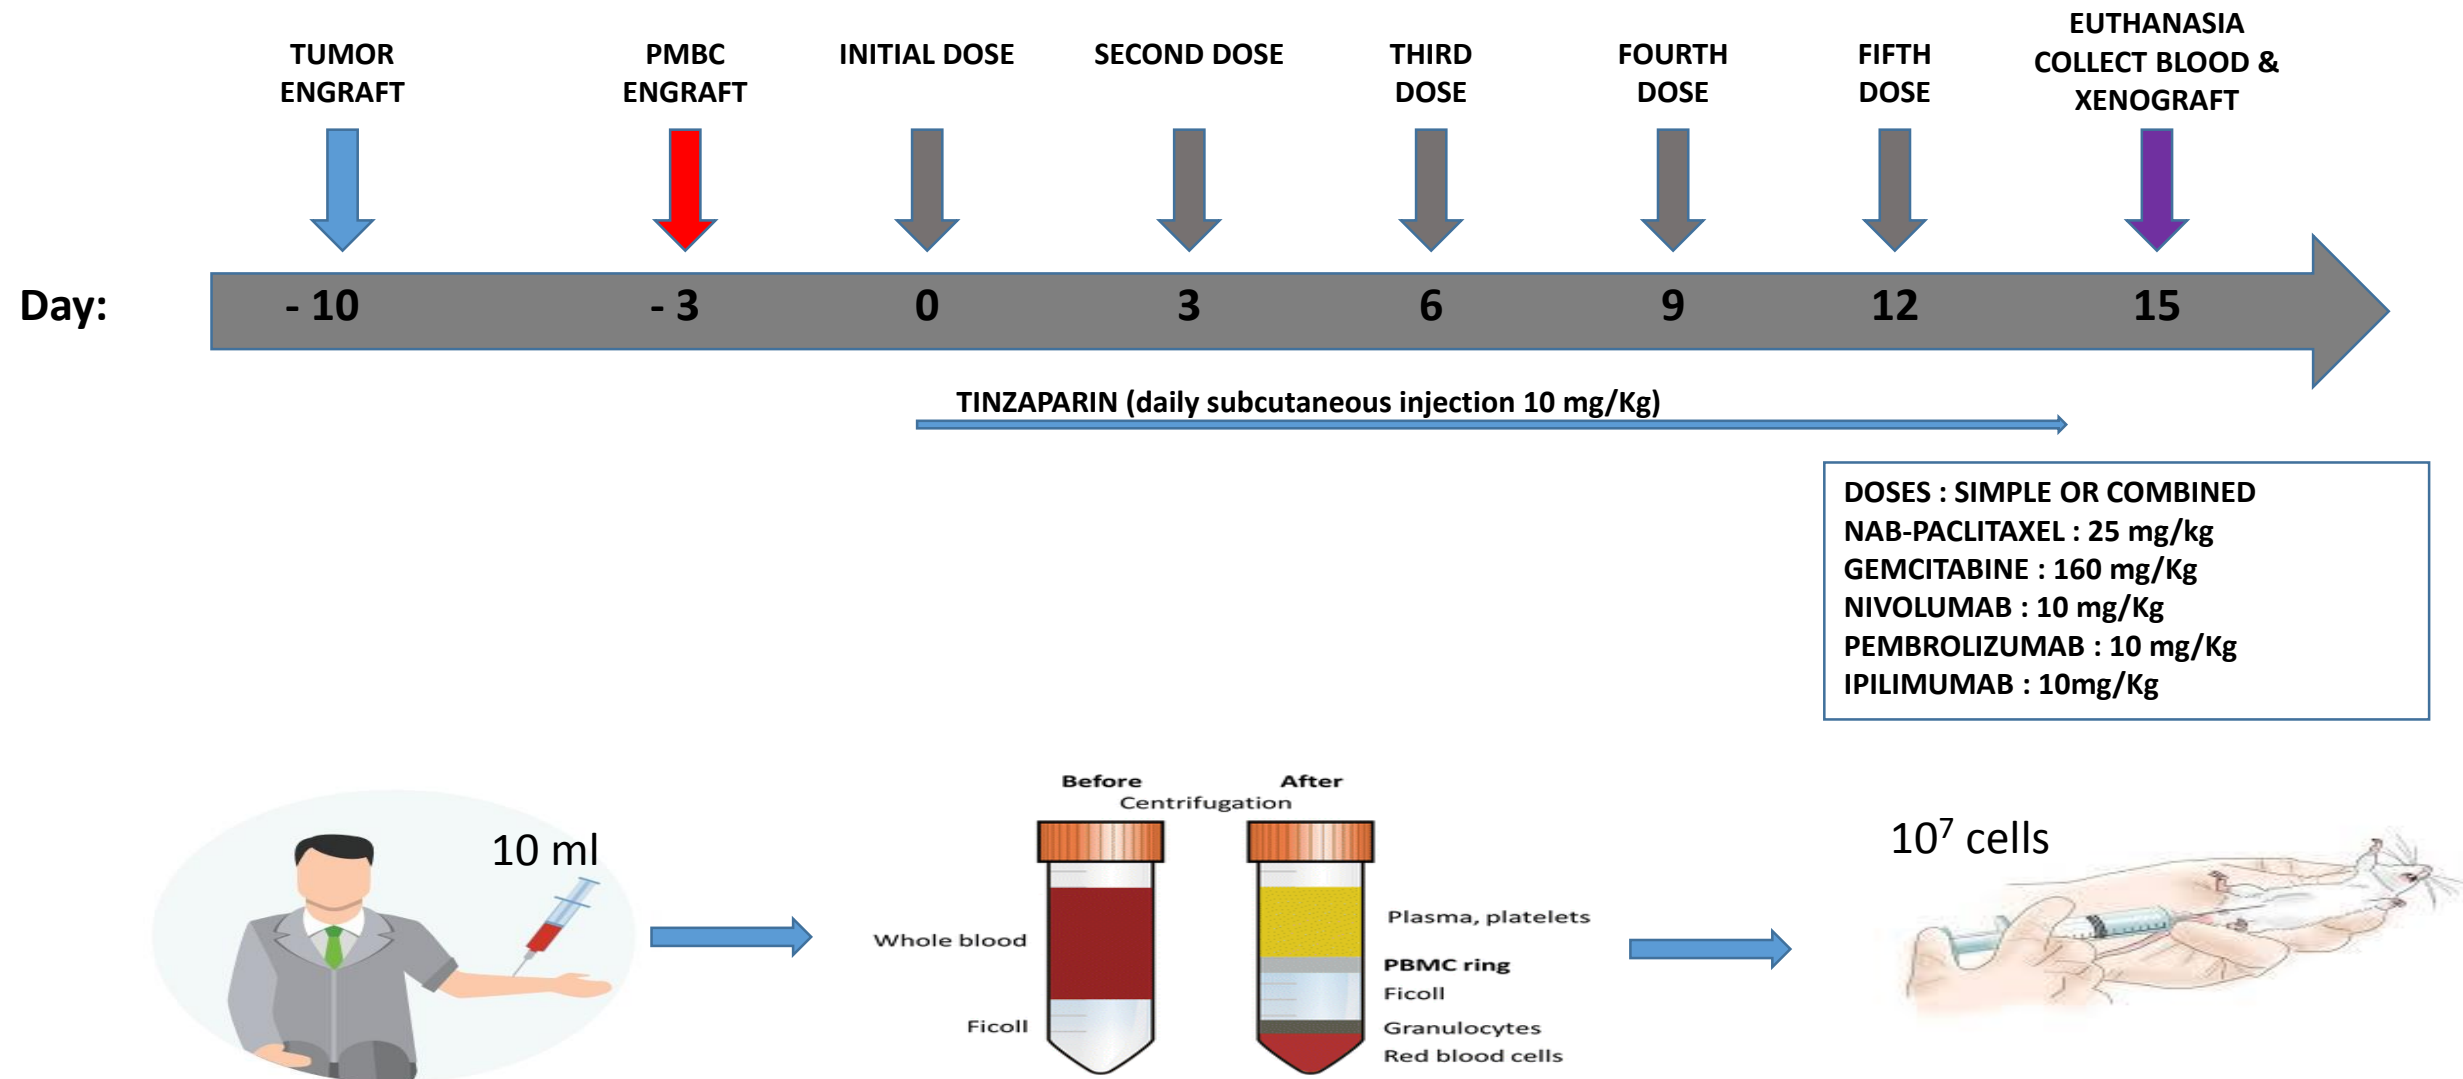 TUMOR
ENGRAFT
PMBC
ENGRAFT
INITIAL DOSE
SECOND DOSE
THIRD
DOSE
FOURTH
DOSE
FIFTH
DOSE
EUTHANASIA
COLLECT BLOOD &
XENOGRAFT
Day:
- 10
- 3
0
3
6
9
12
15
TINZAPARIN (daily subcutaneous injection 10 mg/Kg)
DOSES : SIMPLE OR COMBINED
NAB-PACLITAXEL : 25 mg/kg
GEMCITABINE : 160 mg/Kg
NIVOLUMAB : 10 mg/Kg
PEMBROLIZUMAB : 10 mg/Kg
IPILIMUMAB : 10mg/Kg
10 ml
Before
After
Centrifugation
Whole blood
Ficoll
Plasma, platelets
PBMC ring
Ficoll
Granulocytes
Red blood cells
10⁷ cells